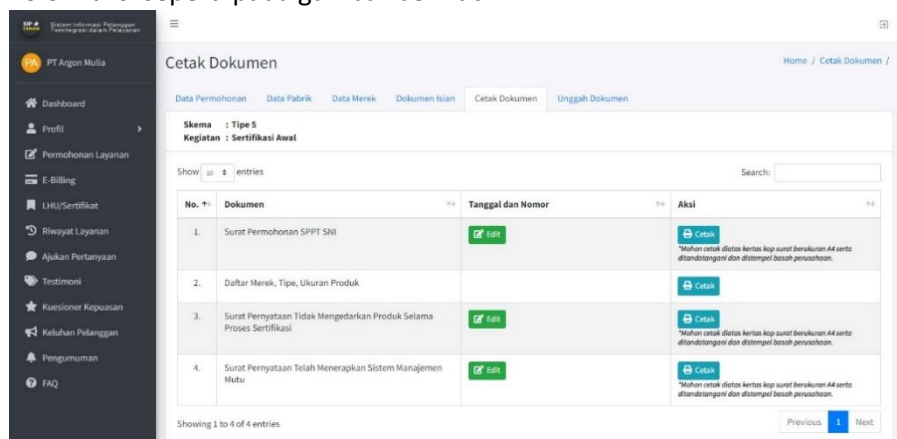 SIP
TERAN
Sistem Informasi Pelanggan
Terintegrasi dalam Pelayanan
PA PT Argon Mulia
Dashboard
Profil
Permohonan Layanan
E-Billing
LHU/Sertifikat
Riwayat Layanan
Ajukan Pertanyaan
Testimoni
Kuesioner Kepuasan
Keluhan Pelanggan
Pengumuman
FAQ
Cetak Dokumen
Home / Cetak Dokumen /
Data Permohonan Data Pabrik Data Merek Dokumen Isian Cetak Dokumen Unggah Dokumen
Skema : Tipe 5
Kegiatan : Sertifikasi Awal
Show 10 entries Search:
No. Dokumen Tanggal dan Nomor Aksi
1. Surat Permohonan SPPT SNI Edit Cetak
*Mohon cetak diatas kertas kop surat berukuran A4 serta
ditandatangani dan distempel basah perusahaan.
2. Daftar Merek, Tipe, Ukuran Produk Cetak
3. Surat Pernyataan Tidak Mengedarkan Produk Selama
Proses Sertifikasi Edit Cetak
*Mohon cetak diatas kertas kop surat berukuran A4 serta
ditandatangani dan distempel basah perusahaan.
4. Surat Pernyataan Telah Menerapkan Sistem Manajemen
Mutu Edit Cetak
*Mohon cetak diatas kertas kop surat berukuran A4 serta
ditandatangani dan distempel basah perusahaan.
Showing 1 to 4 of 4 entries Previous 1 Next